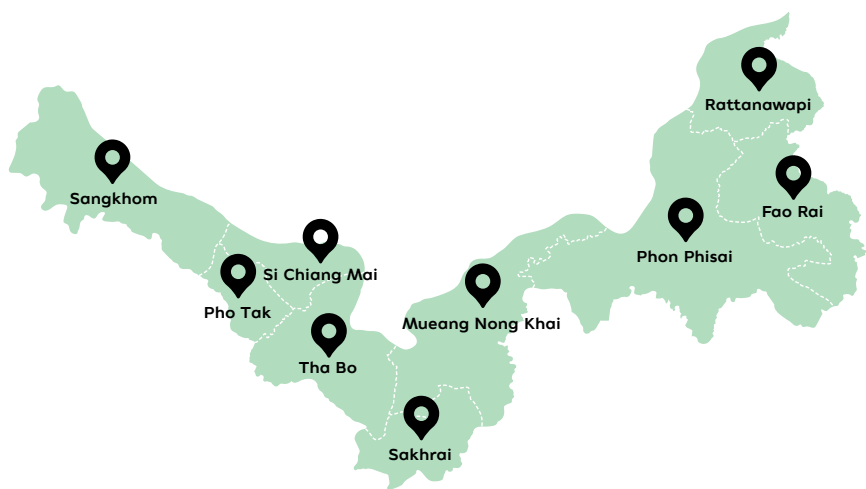 Rattanawapi
Sangkhom
Fao Rai
Phon Phisai
Si Chiang Mai
Pho Tak
Mueang Nong Khai
Tha Bo
Sakhrai